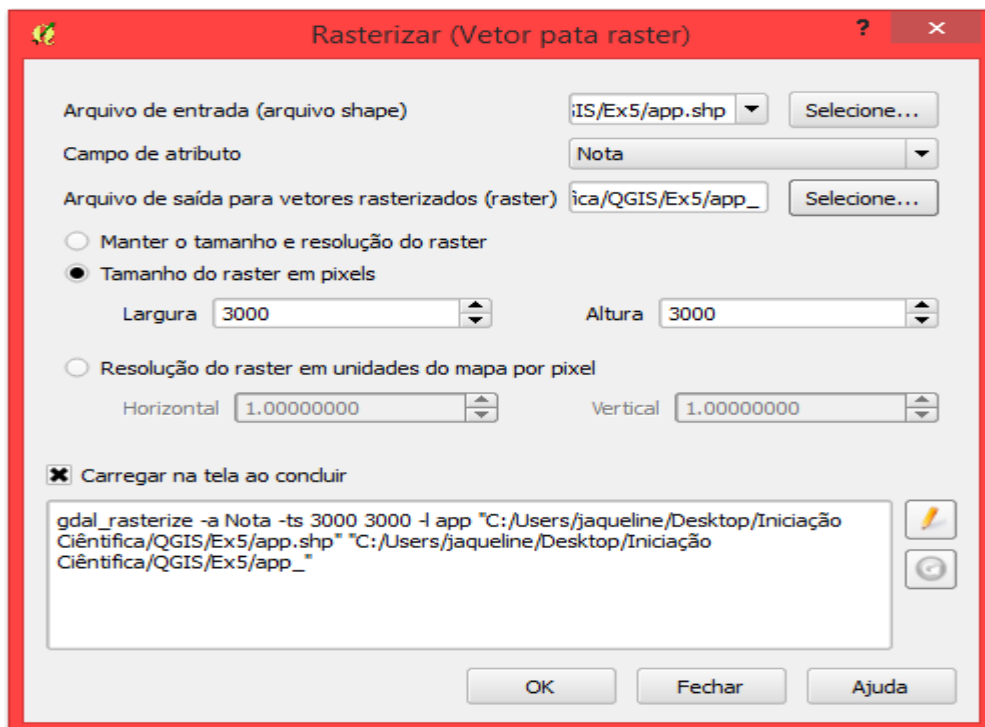 Rasterizar (Vetor pata raster)
?
×
Arquivo de entrada (arquivo shape)
iIS/Ex5/app.shp
Selecione...
Campo de atributo
Nota
Arquivo de saída para vetores rasterizados (raster)
ica/QGIS/Ex5/app_
Selecione...
Manter o tamanho e resolução do raster
Tamanho do raster em pixels
Largura 3000
Altura 3000
Resolução do raster em unidades do mapa por pixel
Horizontal 1.00000000
Vertical 1.00000000
Carregar na tela ao concluir
gdal_rasterize -a Nota -ts 3000 3000 -l app "C:/Users/jaqueline/Desktop/Iniciação
Ciêntifica/QGIS/Ex5/app.shp" "C:/Users/jaqueline/Desktop/Iniciação
Ciêntifica/QGIS/Ex5/app_"
OK
Fechar
Ajuda